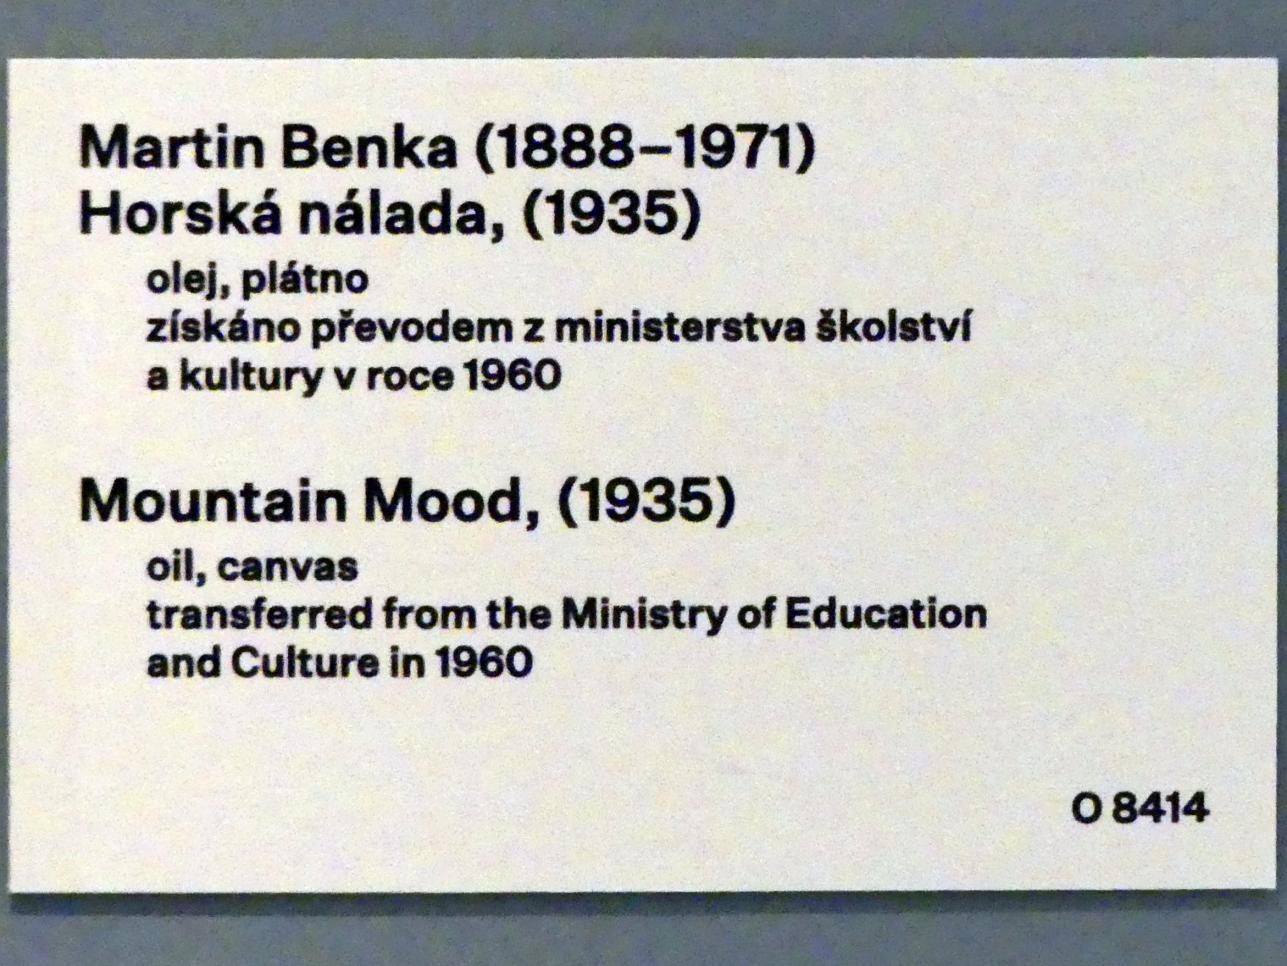 Martin Benka (1888–1971)
Horská nálada, (1935)
olej, plátno
získáno převodem z ministerstva školství
a kultury v roce 1960
Mountain Mood, (1935)
oil, canvas
transferred from the Ministry of Education
and Culture in 1960
O 8414